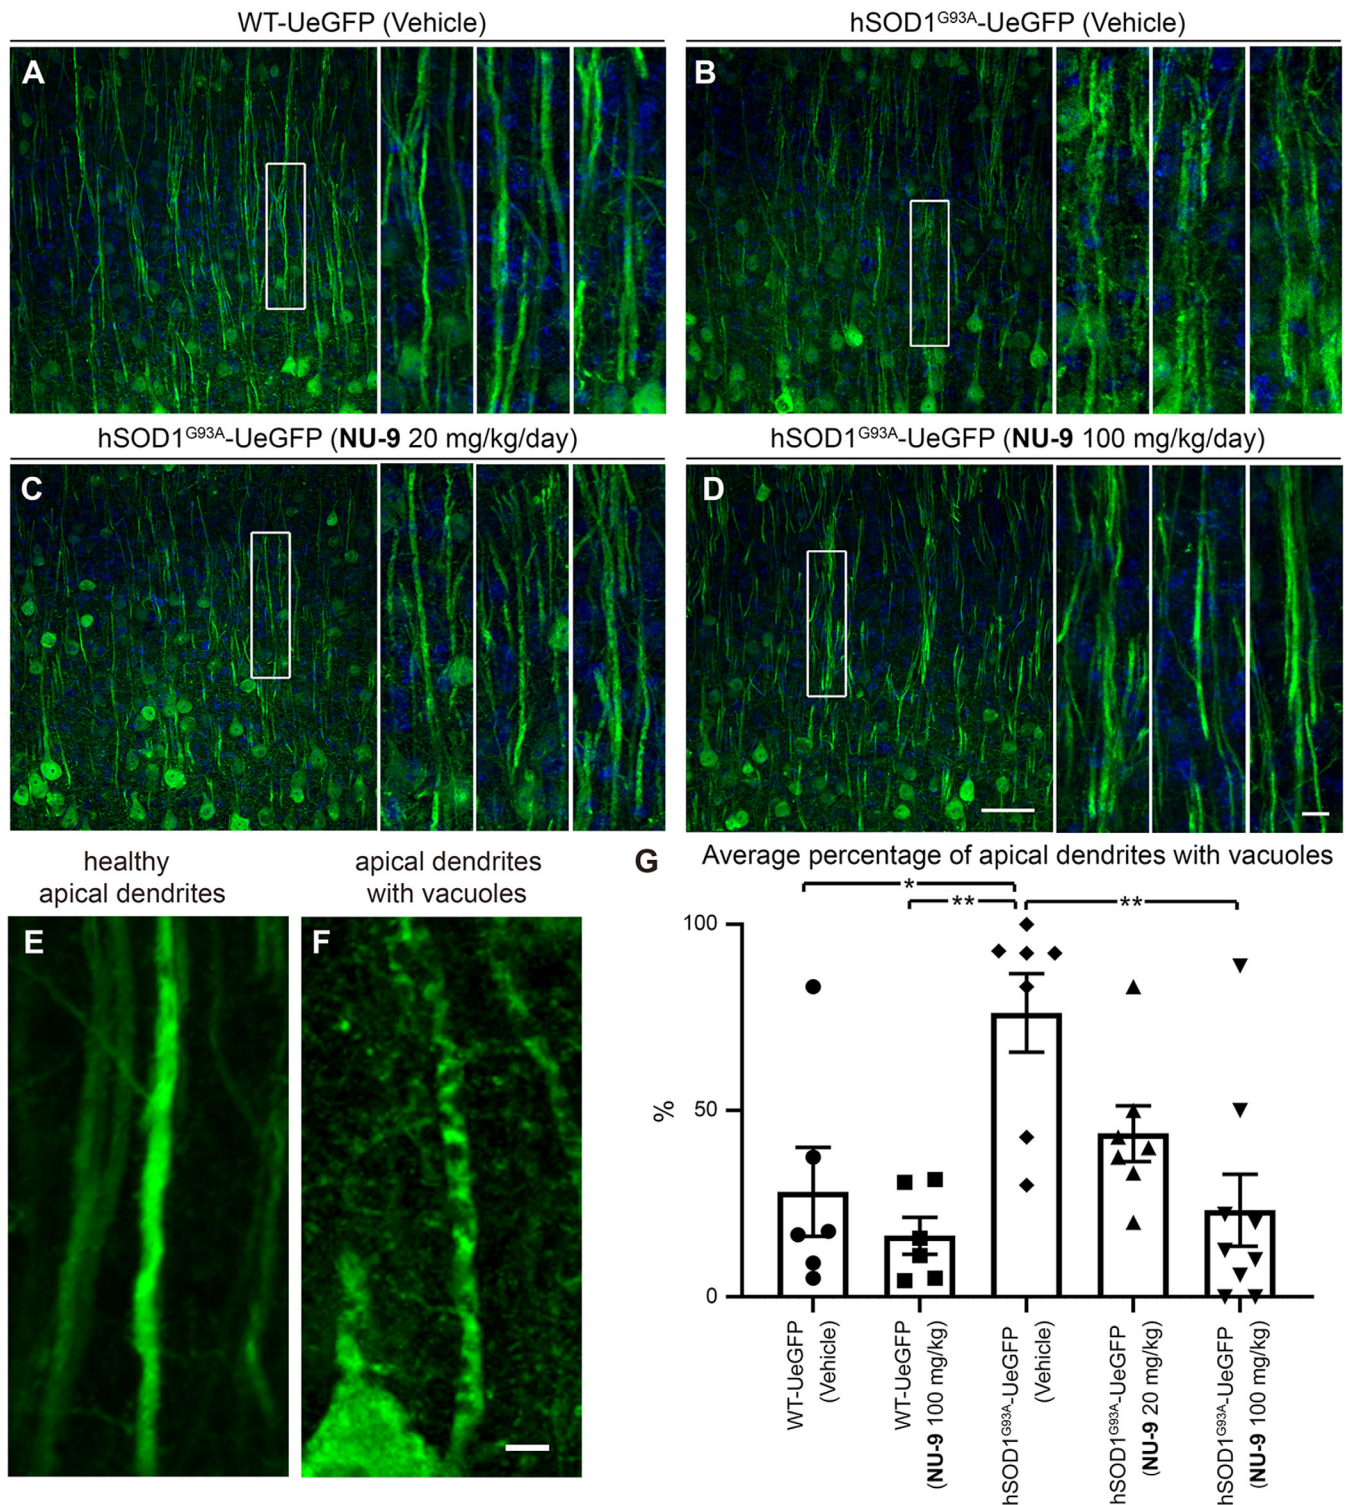 WT-UeGFP (Vehicle)
hSOD1G93A-UeGFP (Vehicle)
A
B
hSOD1G93A-UeGFP (NU-9 20 mg/kg/day)
hSOD1G93A-UeGFP (NU-9 100 mg/kg/day)
C
D
healthy
apical dendrites
apical dendrites
with vacuoles
E
F
G
Average percentage of apical dendrites with vacuoles
*
**
**
100
50
0
%
WT-UeGFP
(Vehicle)
WT-UeGFP
(NU-9 100 mg/kg)
hSOD1G93A-UeGFP
(Vehicle)
hSOD1G93A-UeGFP
(NU-9 20 mg/kg)
hSOD1G93A-UeGFP
(NU-9 100 mg/kg)